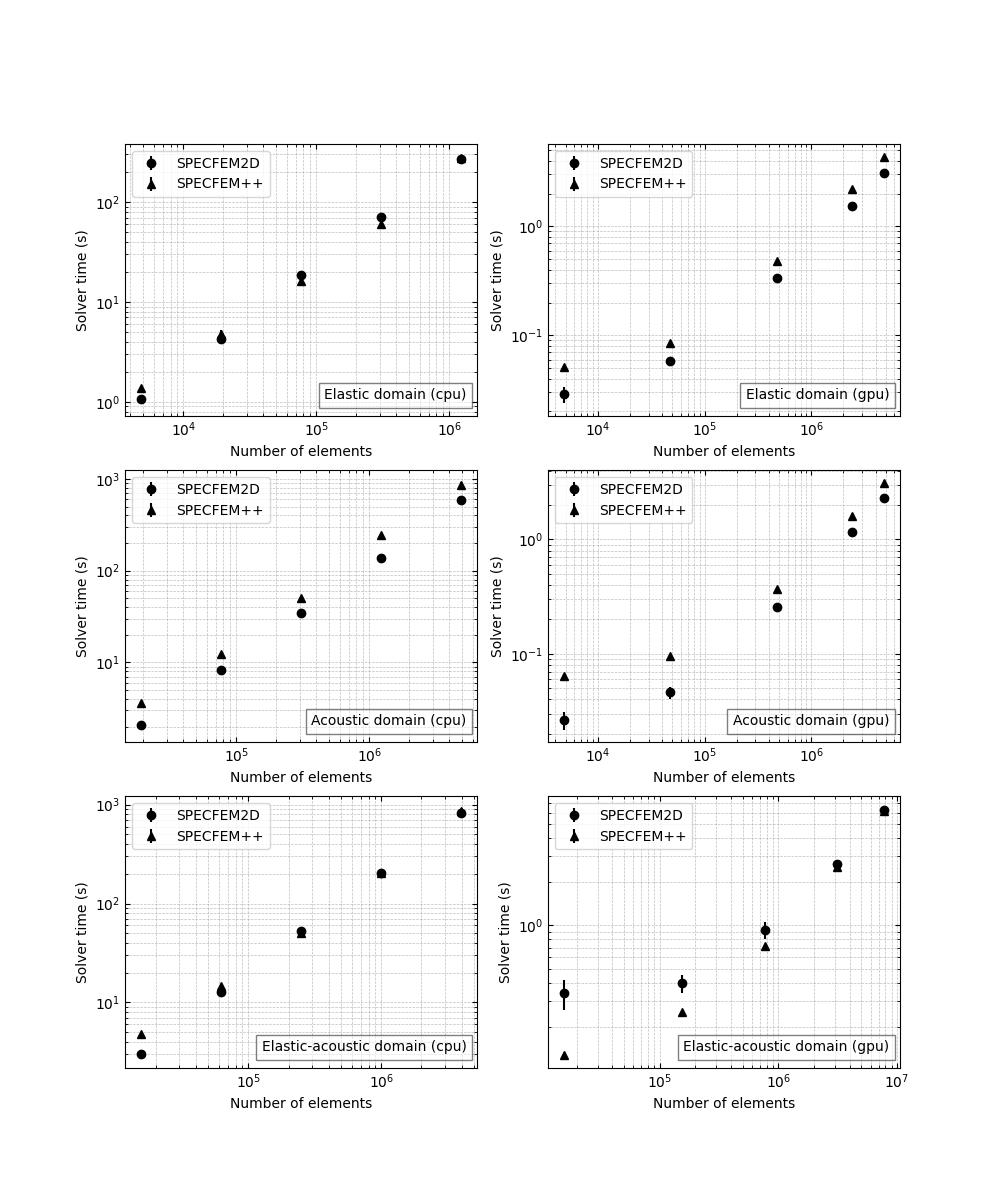 SPECFEM2D
SPECFEM++
10^2
10^1
10^0
Solver time (s)
Elastic domain (cpu)
10^4 10^5 10^6
Number of elements
SPECFEM2D
SPECFEM++
10^0
10^-1
Solver time (s)
Elastic domain (gpu)
10^4 10^5 10^6
Number of elements
SPECFEM2D
SPECFEM++
10^3
10^2
10^1
Solver time (s)
Acoustic domain (cpu)
10^5 10^6
Number of elements
SPECFEM2D
SPECFEM++
10^0
10^-1
Solver time (s)
Acoustic domain (gpu)
10^4 10^5 10^6
Number of elements
SPECFEM2D
SPECFEM++
10^3
10^2
10^1
Solver time (s)
Elastic-acoustic domain (cpu)
10^5 10^6
Number of elements
SPECFEM2D
SPECFEM++
10^0
Solver time (s)
Elastic-acoustic domain (gpu)
10^5 10^6 10^7
Number of elements